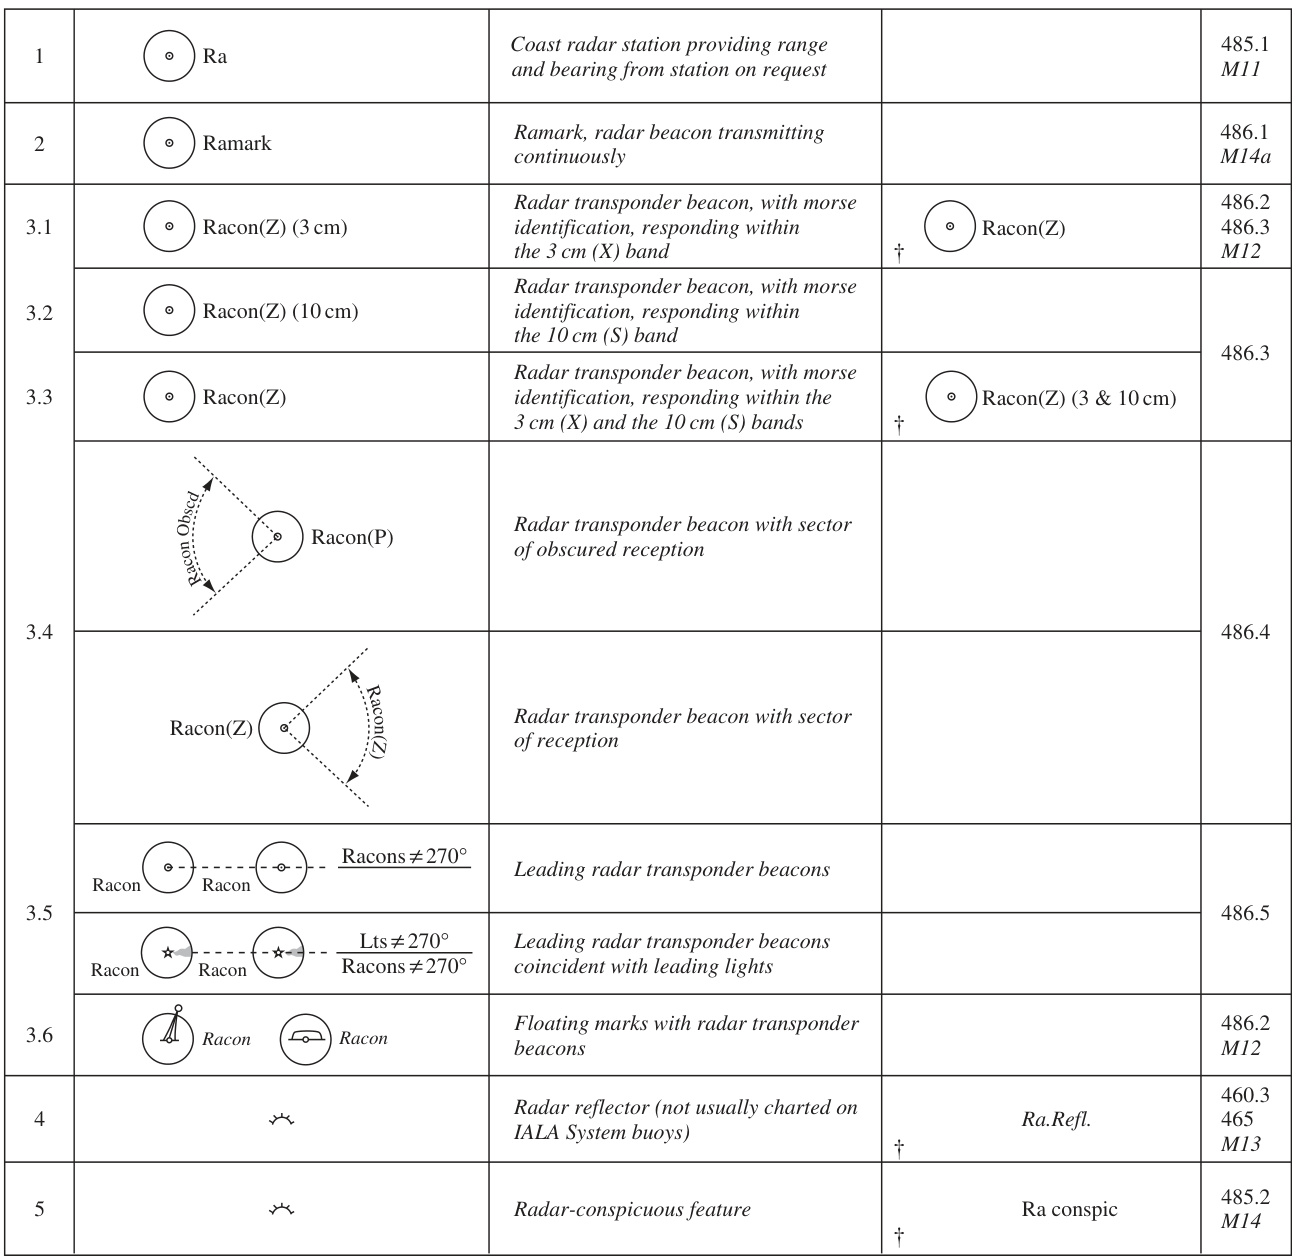 1
Ra
Coast radar station providing range
and bearing from station on request
485.1
M11
2
Ramark
Ramark, radar beacon transmitting
continuously
486.1
M14a
3.1
Racon(Z) (3 cm)
Radar transponder beacon, with morse
identification, responding within
the 3 cm (X) band
† Racon(Z)
486.2
486.3
M12
3.2
Racon(Z) (10 cm)
Radar transponder beacon, with morse
identification, responding within
the 10 cm (S) band
486.3
3.3
Racon(Z)
Radar transponder beacon, with morse
identification, responding within the
3 cm (X) and the 10 cm (S) bands
† Racon(Z) (3 & 10 cm)
3.4
Racon Obscd
Racon(P)
Radar transponder beacon with sector
of obscured reception
486.4
Racon(Z)
Racon(Z)
Radar transponder beacon with sector
of reception
3.5
Racon Racon Racons ≠ 270°
Leading radar transponder beacons
486.5
Racon Racon Lts ≠ 270°
Racons ≠ 270°
Leading radar transponder beacons
coincident with leading lights
3.6
Racon Racon
Floating marks with radar transponder
beacons
486.2
M12
4
Radar reflector (not usually charted on
IALA System buoys)
† Ra.Refl.
460.3
465
M13
5
Radar-conspicuous feature
† Ra conspic
485.2
M14